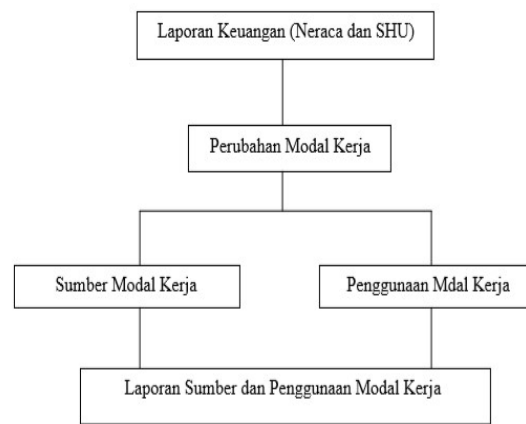 Laporan Keuangan (Neraca dan SHU)
Perubahan Modal Kerja
Sumber Modal Kerja
Penggunaan Mdal Kerja
Laporan Sumber dan Penggunaan Modal Kerja